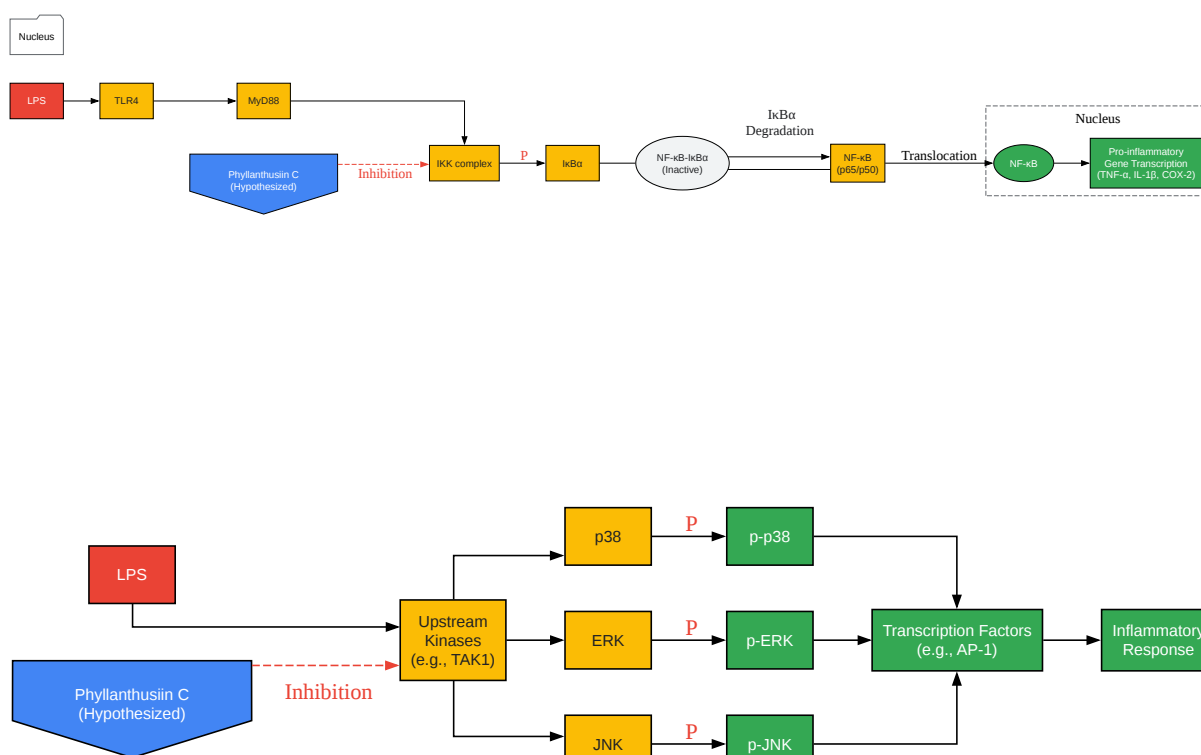 Nucleus
LPS
TLR4
MyD88
IκBα
Degradation
Nucleus
Phyllanthusiin C
(Hypothesized)
Inhibition
IKK complex
P
IκBα
NF-κB-IκBα
(Inactive)
NF-κB
(p65/p50)
Translocation
NF-κB
Pro-inflammatory
Gene Transcription
(TNF-α, IL-1β, COX-2)
LPS
Phyllanthusiin C
(Hypothesized)
Inhibition
Upstream
Kinases
(e.g., TAK1)
p38
P
p-p38
ERK
P
p-ERK
JNK
P
p-JNK
Transcription Factors
(e.g., AP-1)
Inflammatory
Response